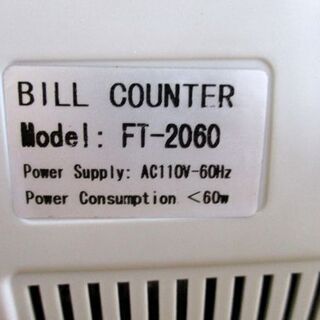 BILL COUNTER
Model: FT-2060
Power Supply: AC110V-60Hz
Power Consumption <60w